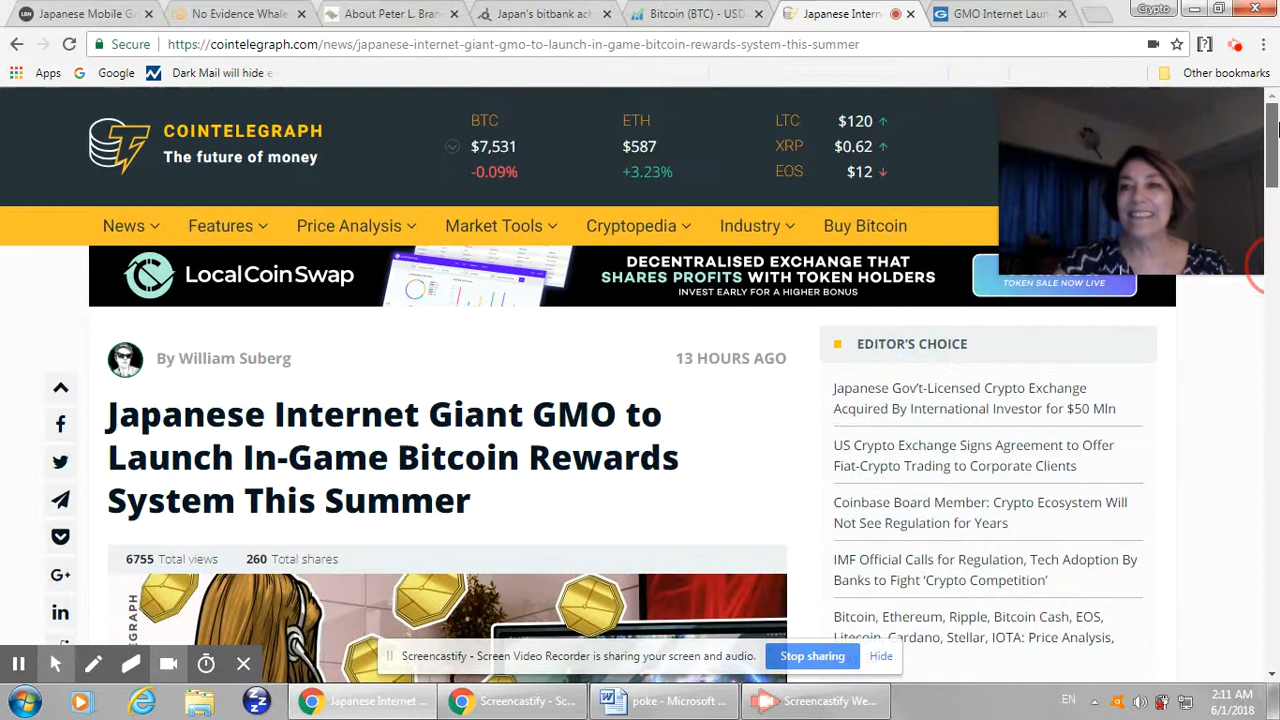 Japanese Mobile Ga
No Evidence Whale
About Peter L. Bran
Japan's bitbank ach
Bitcoin (BTC) - USD
Japanese Intern
GMO Internet Laun
Crypto
Secure
https://cointelegraph.com/news/japanese-internet-giant-gmo-to-launch-in-game-bitcoin-rewards-system-this-summer
Apps
Google
Dark Mail will hide e
Other bookmarks
COINTELEGRAPH
The future of money
BTC
$7,531
-0.09%
ETH
$587
+3.23%
LTC $120
XRP $0.62
EOS $12
News Features Price Analysis Market Tools Cryptopedia Industry Buy Bitcoin
LocalCoinSwap
DECENTRALISED EXCHANGE THAT
SHARES PROFITS WITH TOKEN HOLDERS
INVEST EARLY FOR A HIGHER BONUS
TOKEN SALE NOW LIVE
By William Suberg
13 HOURS AGO
Japanese Internet Giant GMO to
Launch In-Game Bitcoin Rewards
System This Summer
6755 Total views 260 Total shares
EDITOR'S CHOICE
Japanese Gov't-Licensed Crypto Exchange
Acquired By International Investor for $50 Mln
US Crypto Exchange Signs Agreement to Offer
Fiat-Crypto Trading to Corporate Clients
Coinbase Board Member: Crypto Ecosystem Will
Not See Regulation for Years
IMF Official Calls for Regulation, Tech Adoption By
Banks to Fight 'Crypto Competition'
Bitcoin, Ethereum, Ripple, Bitcoin Cash, EOS,
Litecoin, Cardano, Stellar, IOTA: Price Analysis,
Screencastify - Screen Video Recorder is sharing your screen and audio.
Stop sharing
Hide
Japanese Internet ...
Screencastify - Sc...
poke - Microsoft ...
Screencastify We...
EN
2:11 AM
6/1/2018